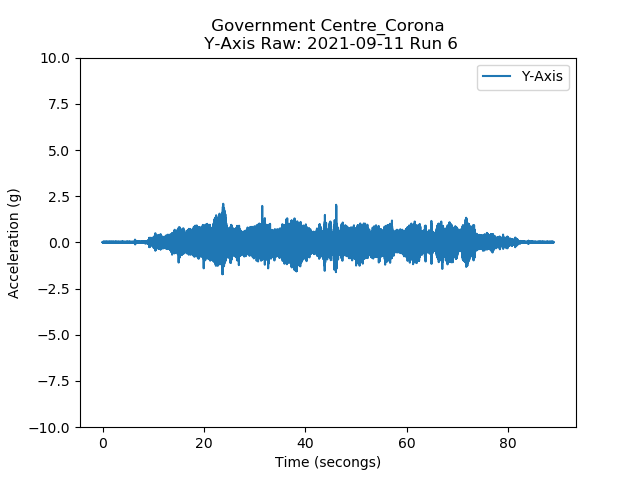 Government Centre_Corona
Y-Axis Raw: 2021-09-11 Run 6
Y-Axis
10.0
7.5
5.0
2.5
0.0
−2.5
−5.0
−7.5
−10.0
Acceleration (g)
0 20 40 60 80
Time (secongs)